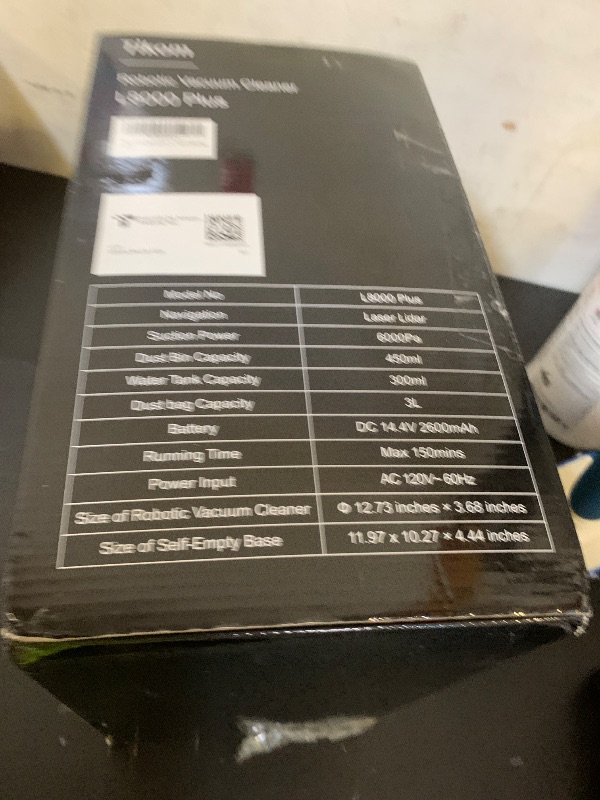 Tikom
Robotic Vacuum Cleaner
L9000 Plus
Model No. L9000 Plus
Navigation Laser Lidar
Suction Power 6000Pa
Dust Bin Capacity 450ml
Water Tank Capacity 300ml
Dust bag Capacity 3L
Battery DC 14.4V 2600mAh
Running Time Max 150mins
Power Input AC 120V~ 60Hz
Size of Robotic Vacuum Cleaner Φ 12.73 inches × 3.68 inches
Size of Self-Empty Base 11.97 x 10.27 × 4.44 inches